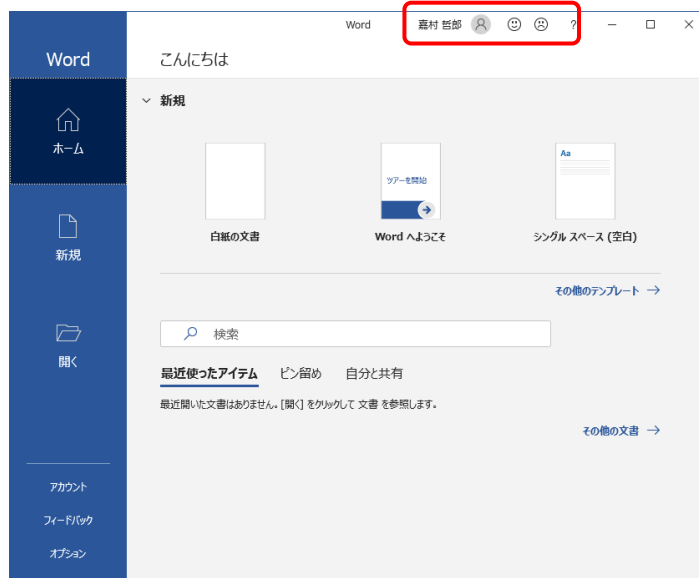 Word 嘉村 哲郎 ?
Word
こんにちは
ホーム
新規
開く
アカウント
フィードバック
オプション
新規
ツアーを開始
Aa
白紙の文書
Word へようこそ
シングル スペース (空白)
その他のテンプレート →
検索
最近使ったアイテム ピン留め 自分と共有
最近開いた文書はありません。[開く] をクリックして 文書 を参照します。
その他の文書 →